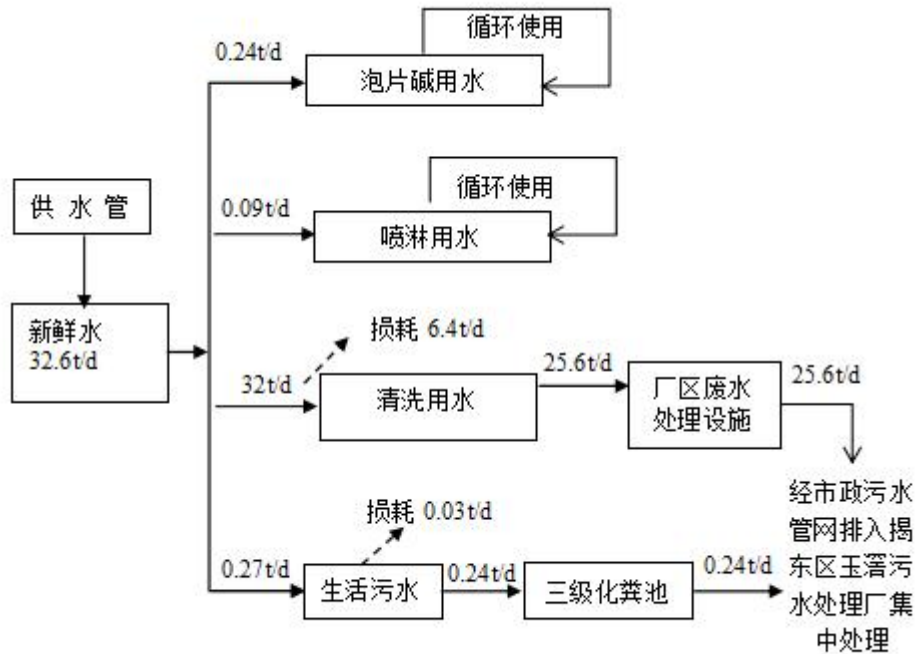 循环使用
0.24t/d
泡片碱用水
循环使用
供 水 管
0.09t/d
喷淋用水
新鲜水
32.6t/d
损耗 6.4t/d
32t/d
清洗用水
25.6t/d
厂区废水
处理设施
25.6t/d
经市政污水
管网排入揭
东区玉滘污
水处理厂集
中处理
损耗 0.03t/d
0.27t/d
生活污水
0.24t/d
三级化粪池
0.24t/d